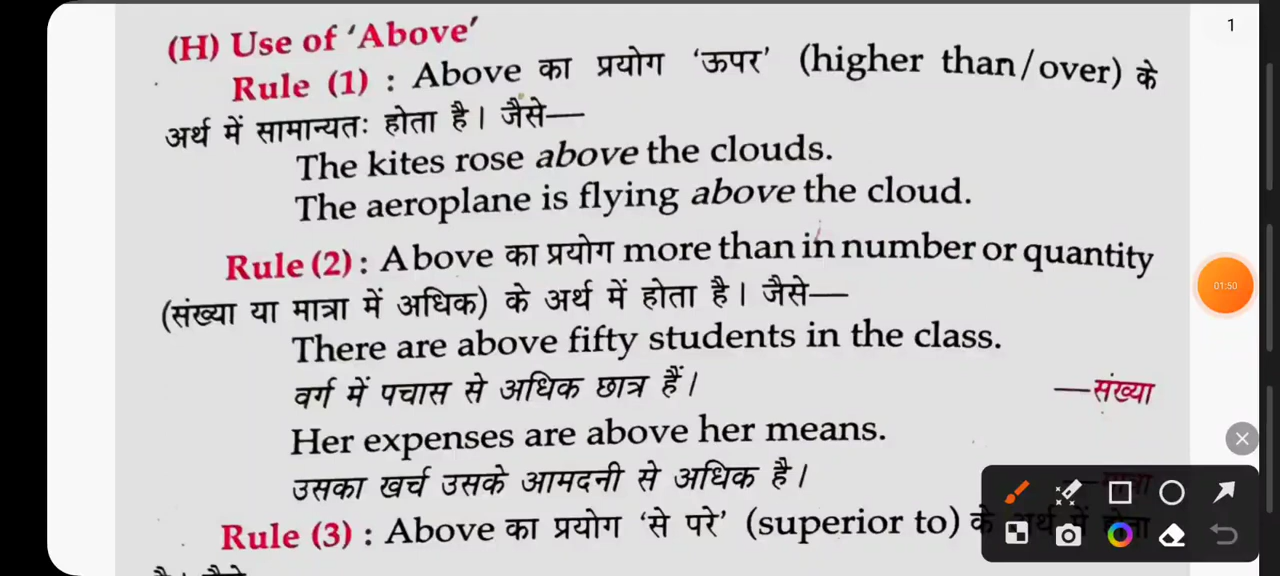 1
(H) Use of 'Above'
Rule (1) : Above का प्रयोग 'ऊपर' (higher than/over) के
अर्थ में सामान्यतः होता है। जैसे—
The kites rose above the clouds.
The aeroplane is flying above the cloud.
Rule (2) : Above का प्रयोग more than in number or quantity
(संख्या या मात्रा में अधिक) के अर्थ में होता है। जैसे—
01:50
There are above fifty students in the class.
वर्ग में पचास से अधिक छात्र हैं। —संख्या
Her expenses are above her means.
उसका खर्च उसके आमदनी से अधिक है।
Rule (3) : Above का प्रयोग 'से परे' (superior to) के अर्थ में होता